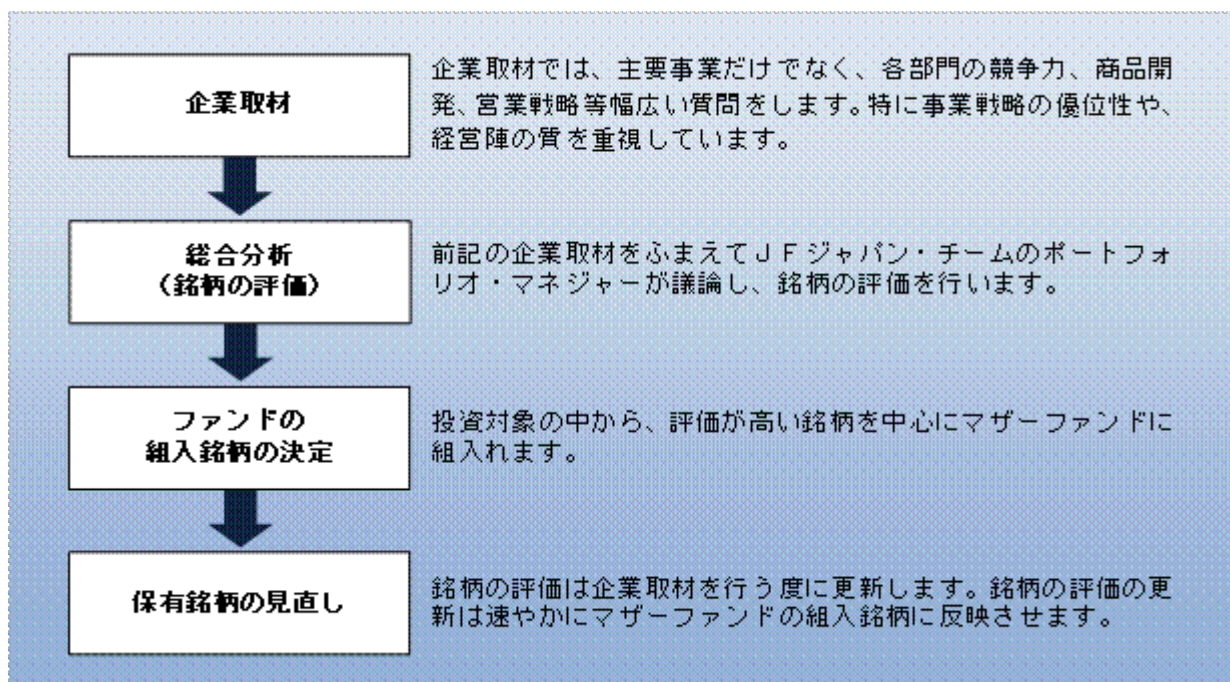 企業取材
企業取材では、主要事業だけでなく、各部門の競争力、商品開
発、営業戦略等幅広い質問をします。特に事業戦略の優位性や、
経営陣の質を重視しています。
総合分析
（銘柄の評価）
前記の企業取材をふまえてＪＦジャパン・チームのポートフォ
リオ・マネジャーが議論し、銘柄の評価を行います。
ファンドの
組入銘柄の決定
投資対象の中から、評価が高い銘柄を中心にマザーファンドに
組入れます。
保有銘柄の見直し
銘柄の評価は企業取材を行う度に更新します。銘柄の評価の更
新は速やかにマザーファンドの組入銘柄に反映させます。